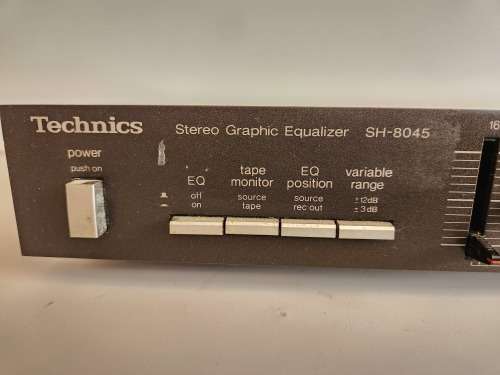 Technics
Stereo Graphic Equalizer SH-8045
16
power
push on
EQ
off
on
tape
monitor
source
tape
EQ
position
source
rec out
variable
range
±12dB
±3dB